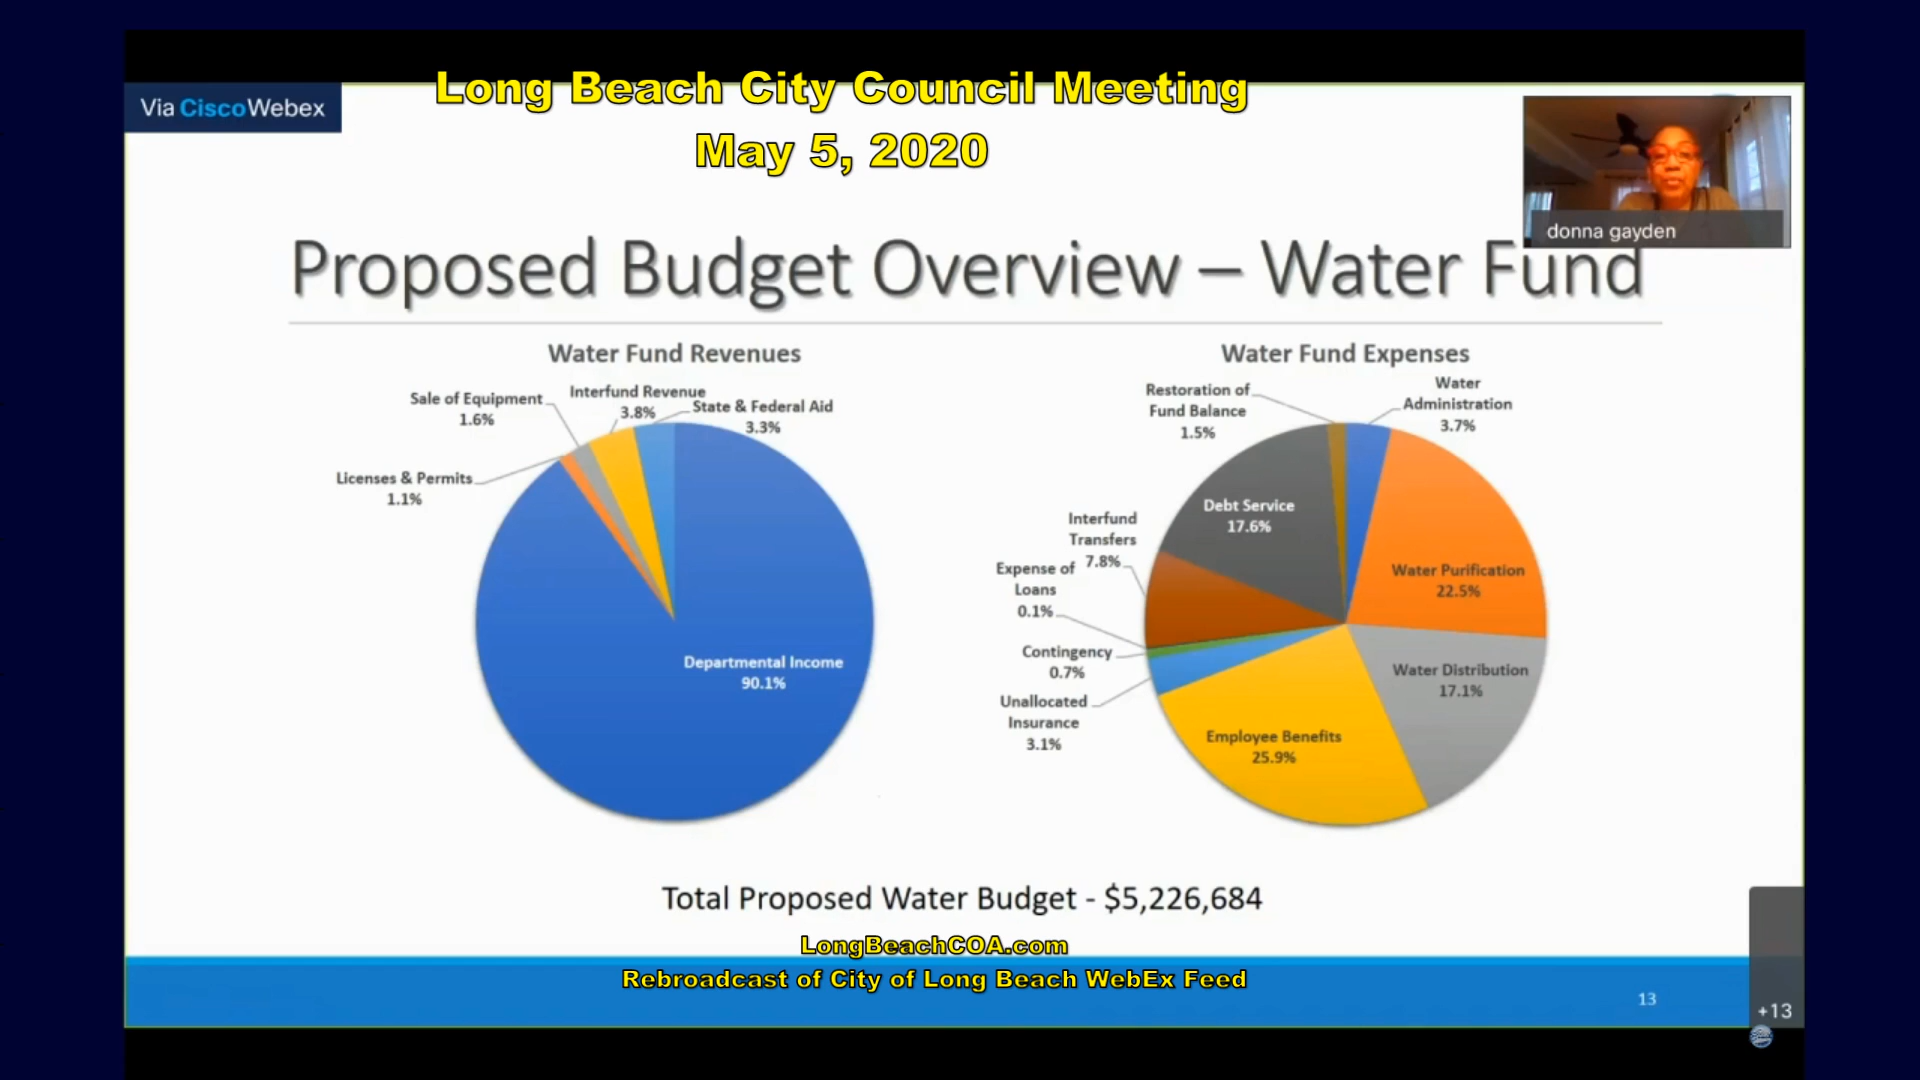 Long Beach City Council Meeting
May 5, 2020
Via CiscoWebex
donna gayden
Proposed Budget Overview – Water Fund
Water Fund Revenues
Sale of Equipment
1.6%
Interfund Revenue
3.8%
State & Federal Aid
3.3%
Licenses & Permits
1.1%
Departmental Income
90.1%
Water Fund Expenses
Restoration of
Fund Balance
1.5%
Water
Administration
3.7%
Debt Service
17.6%
Interfund
Transfers
7.8%
Expense of
Loans
0.1%
Contingency
0.7%
Unallocated
Insurance
3.1%
Water Purification
22.5%
Water Distribution
17.1%
Employee Benefits
25.9%
Total Proposed Water Budget - $5,226,684
LongBeachCOA.com
Rebroadcast of City of Long Beach WebEx Feed
13
+13